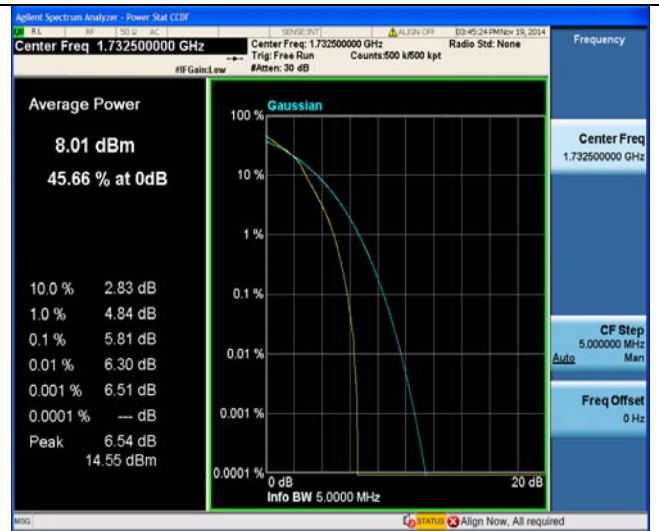 Agilent Spectrum Analyzer - Power Stat CCDF
RL RF 50 Ω AC SENSE:INT ALIGN OFF 03:45:24 PM Nov 19, 2014
Center Freq 1.732500000 GHz
Center Freq: 1.732500000 GHz Radio Std: None
Trig: Free Run Counts:500 k/500 kpt
#IFGain:Low #Atten: 30 dB
Frequency
Average Power
8.01 dBm
45.66 % at 0dB
10.0 % 2.83 dB
1.0 % 4.84 dB
0.1 % 5.81 dB
0.01 % 6.30 dB
0.001 % 6.51 dB
0.0001 % --- dB
Peak 6.54 dB
14.55 dBm
Gaussian
100 %
10 %
1 %
0.1 %
0.01 %
0.001 %
0.0001 %
0 dB 20 dB
Info BW 5.0000 MHz
Center Freq
1.732500000 GHz
CF Step
5.000000 MHz
Auto Man
Freq Offset
0 Hz
MSG STATUS Align Now, All required